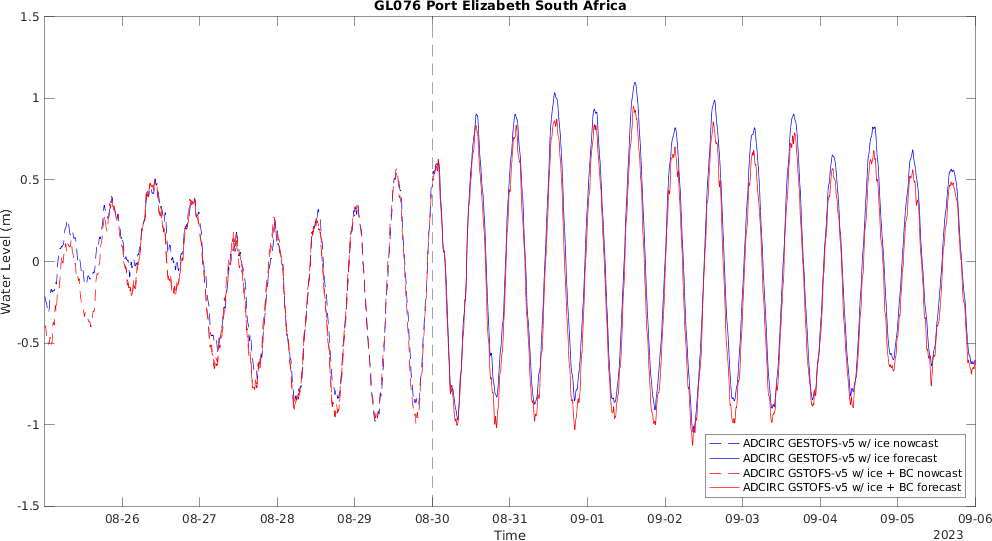 GL076 Port Elizabeth South Africa
1.5
1
0.5
0
-0.5
-1
-1.5
Water Level (m)
ADCIRC GESTOFS-v5 w/ ice nowcast
ADCIRC GESTOFS-v5 w/ ice forecast
ADCIRC GSTOFS-v5 w/ ice + BC nowcast
ADCIRC GSTOFS-v5 w/ ice + BC forecast
08-26 08-27 08-28 08-29 08-30 08-31 09-01 09-02 09-03 09-04 09-05 09-06
Time
2023